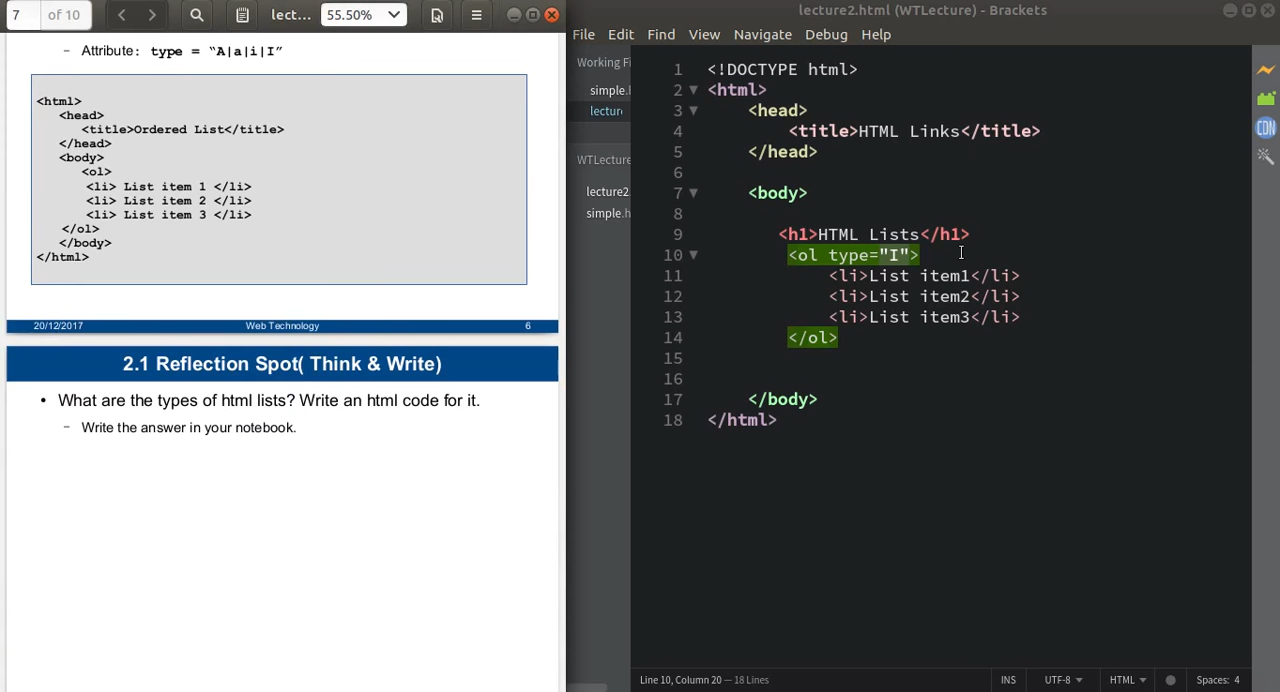 7 of 10 lect... 55.50%
– Attribute: type = “A|a|i|I”
<html>
<head>
<title>Ordered List</title>
</head>
<body>
<ol>
<li> List item 1 </li>
<li> List item 2 </li>
<li> List item 3 </li>
</ol>
</body>
</html>
20/12/2017 Web Technology 6
2.1 Reflection Spot( Think & Write)
• What are the types of html lists? Write an html code for it.
– Write the answer in your notebook.
lecture2.html (WTLecture) - Brackets
File Edit Find View Navigate Debug Help
Working Fi
simple.h
lecture
WTLecture
lecture2.
simple.h
1 <!DOCTYPE html>
2 <html>
3 <head>
4 <title>HTML Links</title>
5 </head>
6
7 <body>
8
9 <h1>HTML Lists</h1>
10 <ol type="I">
11 <li>List item1</li>
12 <li>List item2</li>
13 <li>List item3</li>
14 </ol>
15
16
17 </body>
18 </html>
CDN
Line 10, Column 20 — 18 Lines INS UTF-8 HTML Spaces: 4